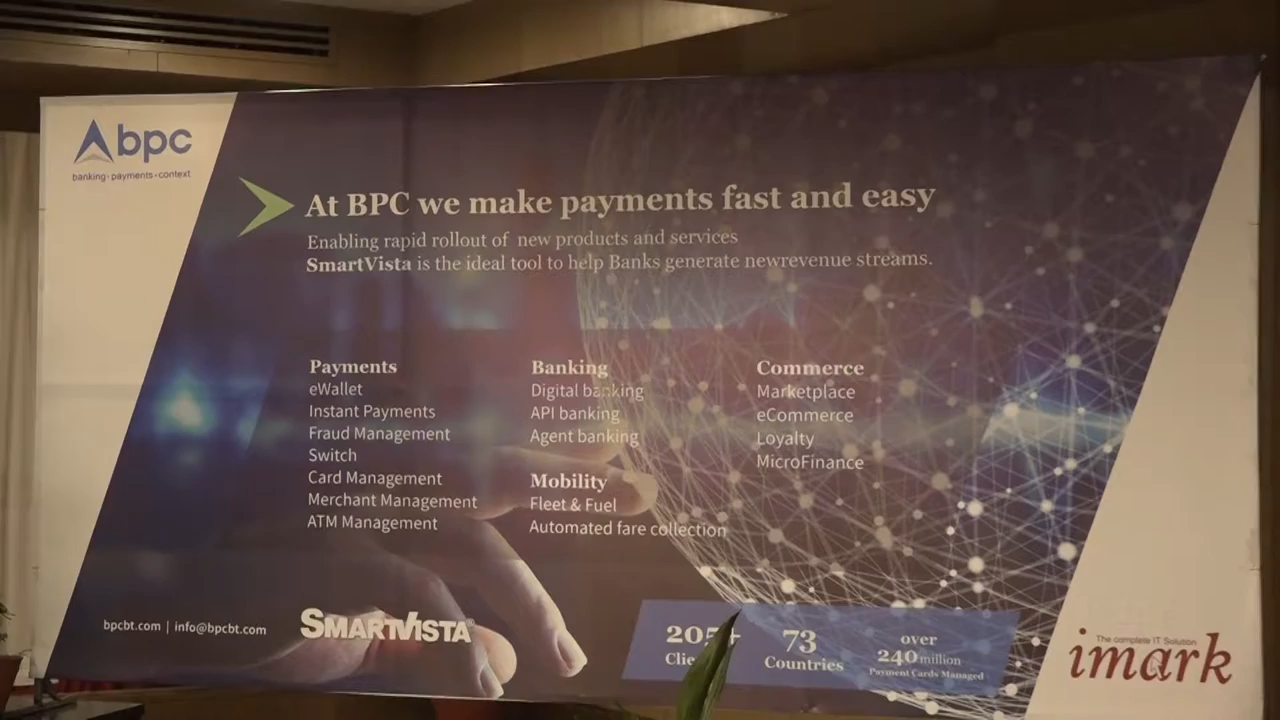 bpc
banking · payments · context
At BPC we make payments fast and easy
Enabling rapid rollout of new products and services
SmartVista is the ideal tool to help Banks generate newrevenue streams.
Payments
eWallet
Instant Payments
Fraud Management
Switch
Card Management
Merchant Management
ATM Management
Banking
Digital banking
API banking
Agent banking
Mobility
Fleet & Fuel
Automated fare collection
Commerce
Marketplace
eCommerce
Loyalty
MicroFinance
bpcbt.com | info@bpcbt.com
SMARTVISTA®
205+
73
Countries
over
240 million
Payment Cards Managed
The complete IT Solution
imark